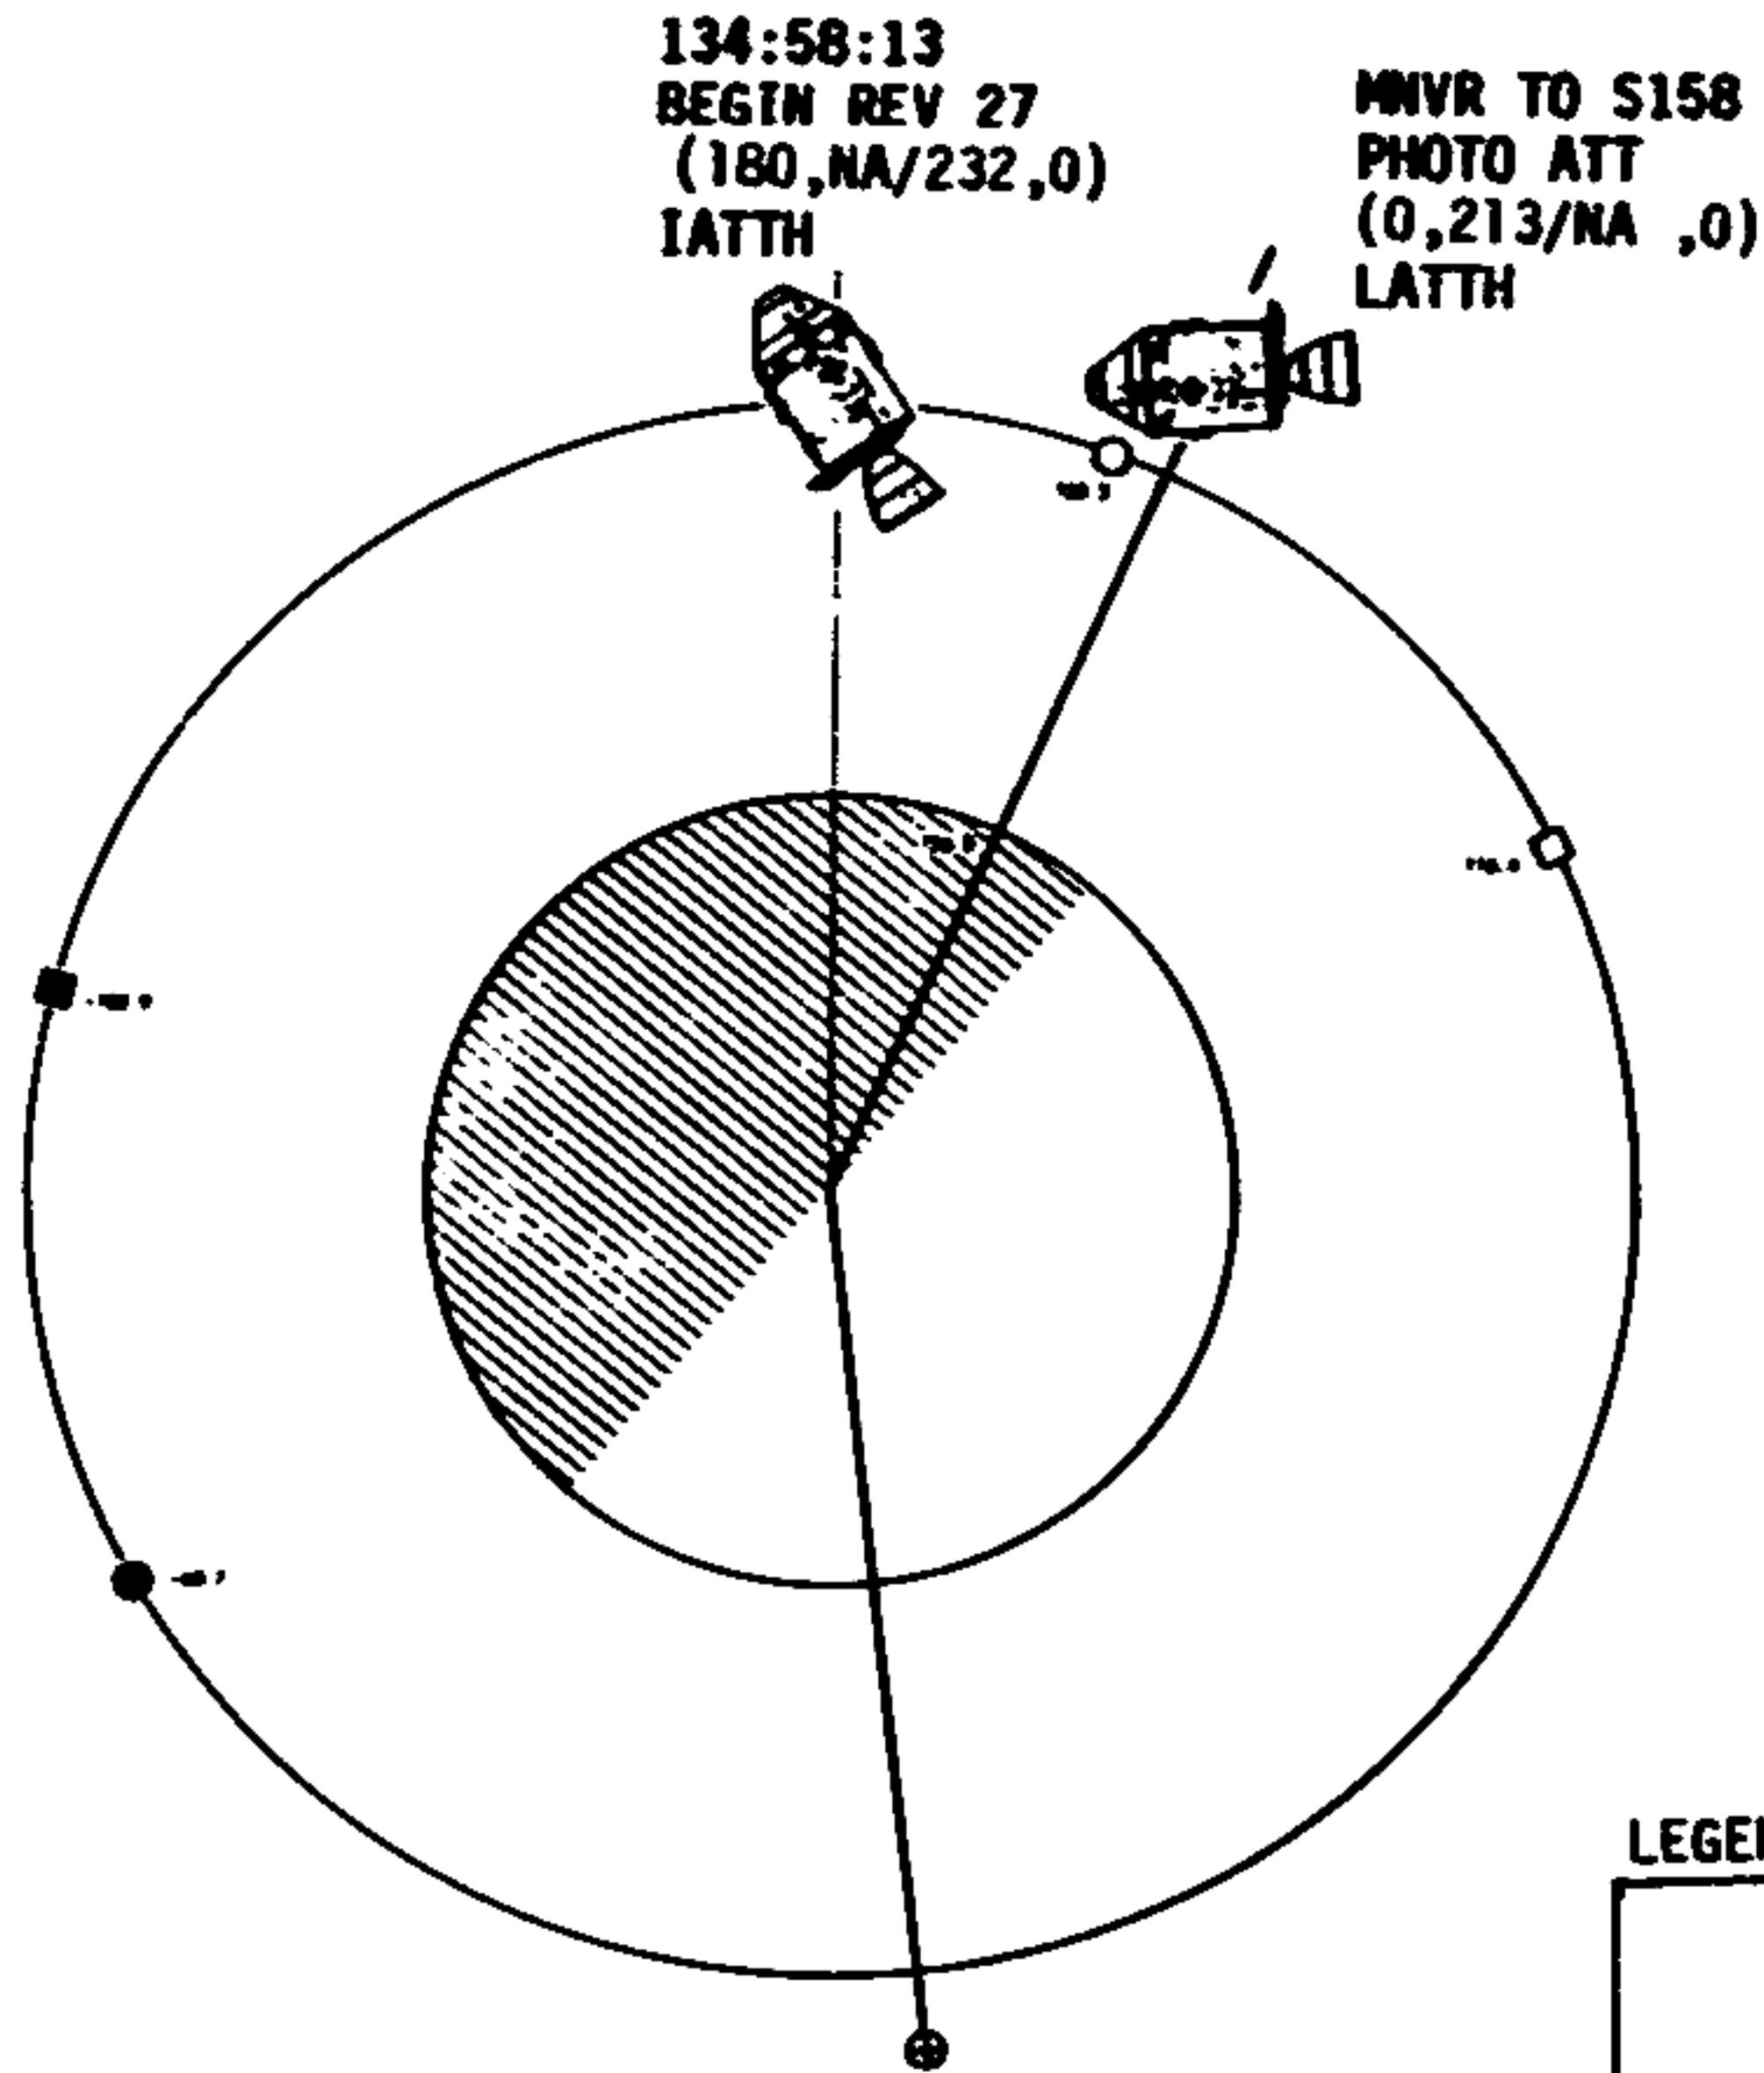 134:58:13
BEGIN REV 27
(180,NA/232,0)
IATTH
MNVR TO S158
PHOTO ATT
(0,213/NA ,0)
LATTH
LEGEN